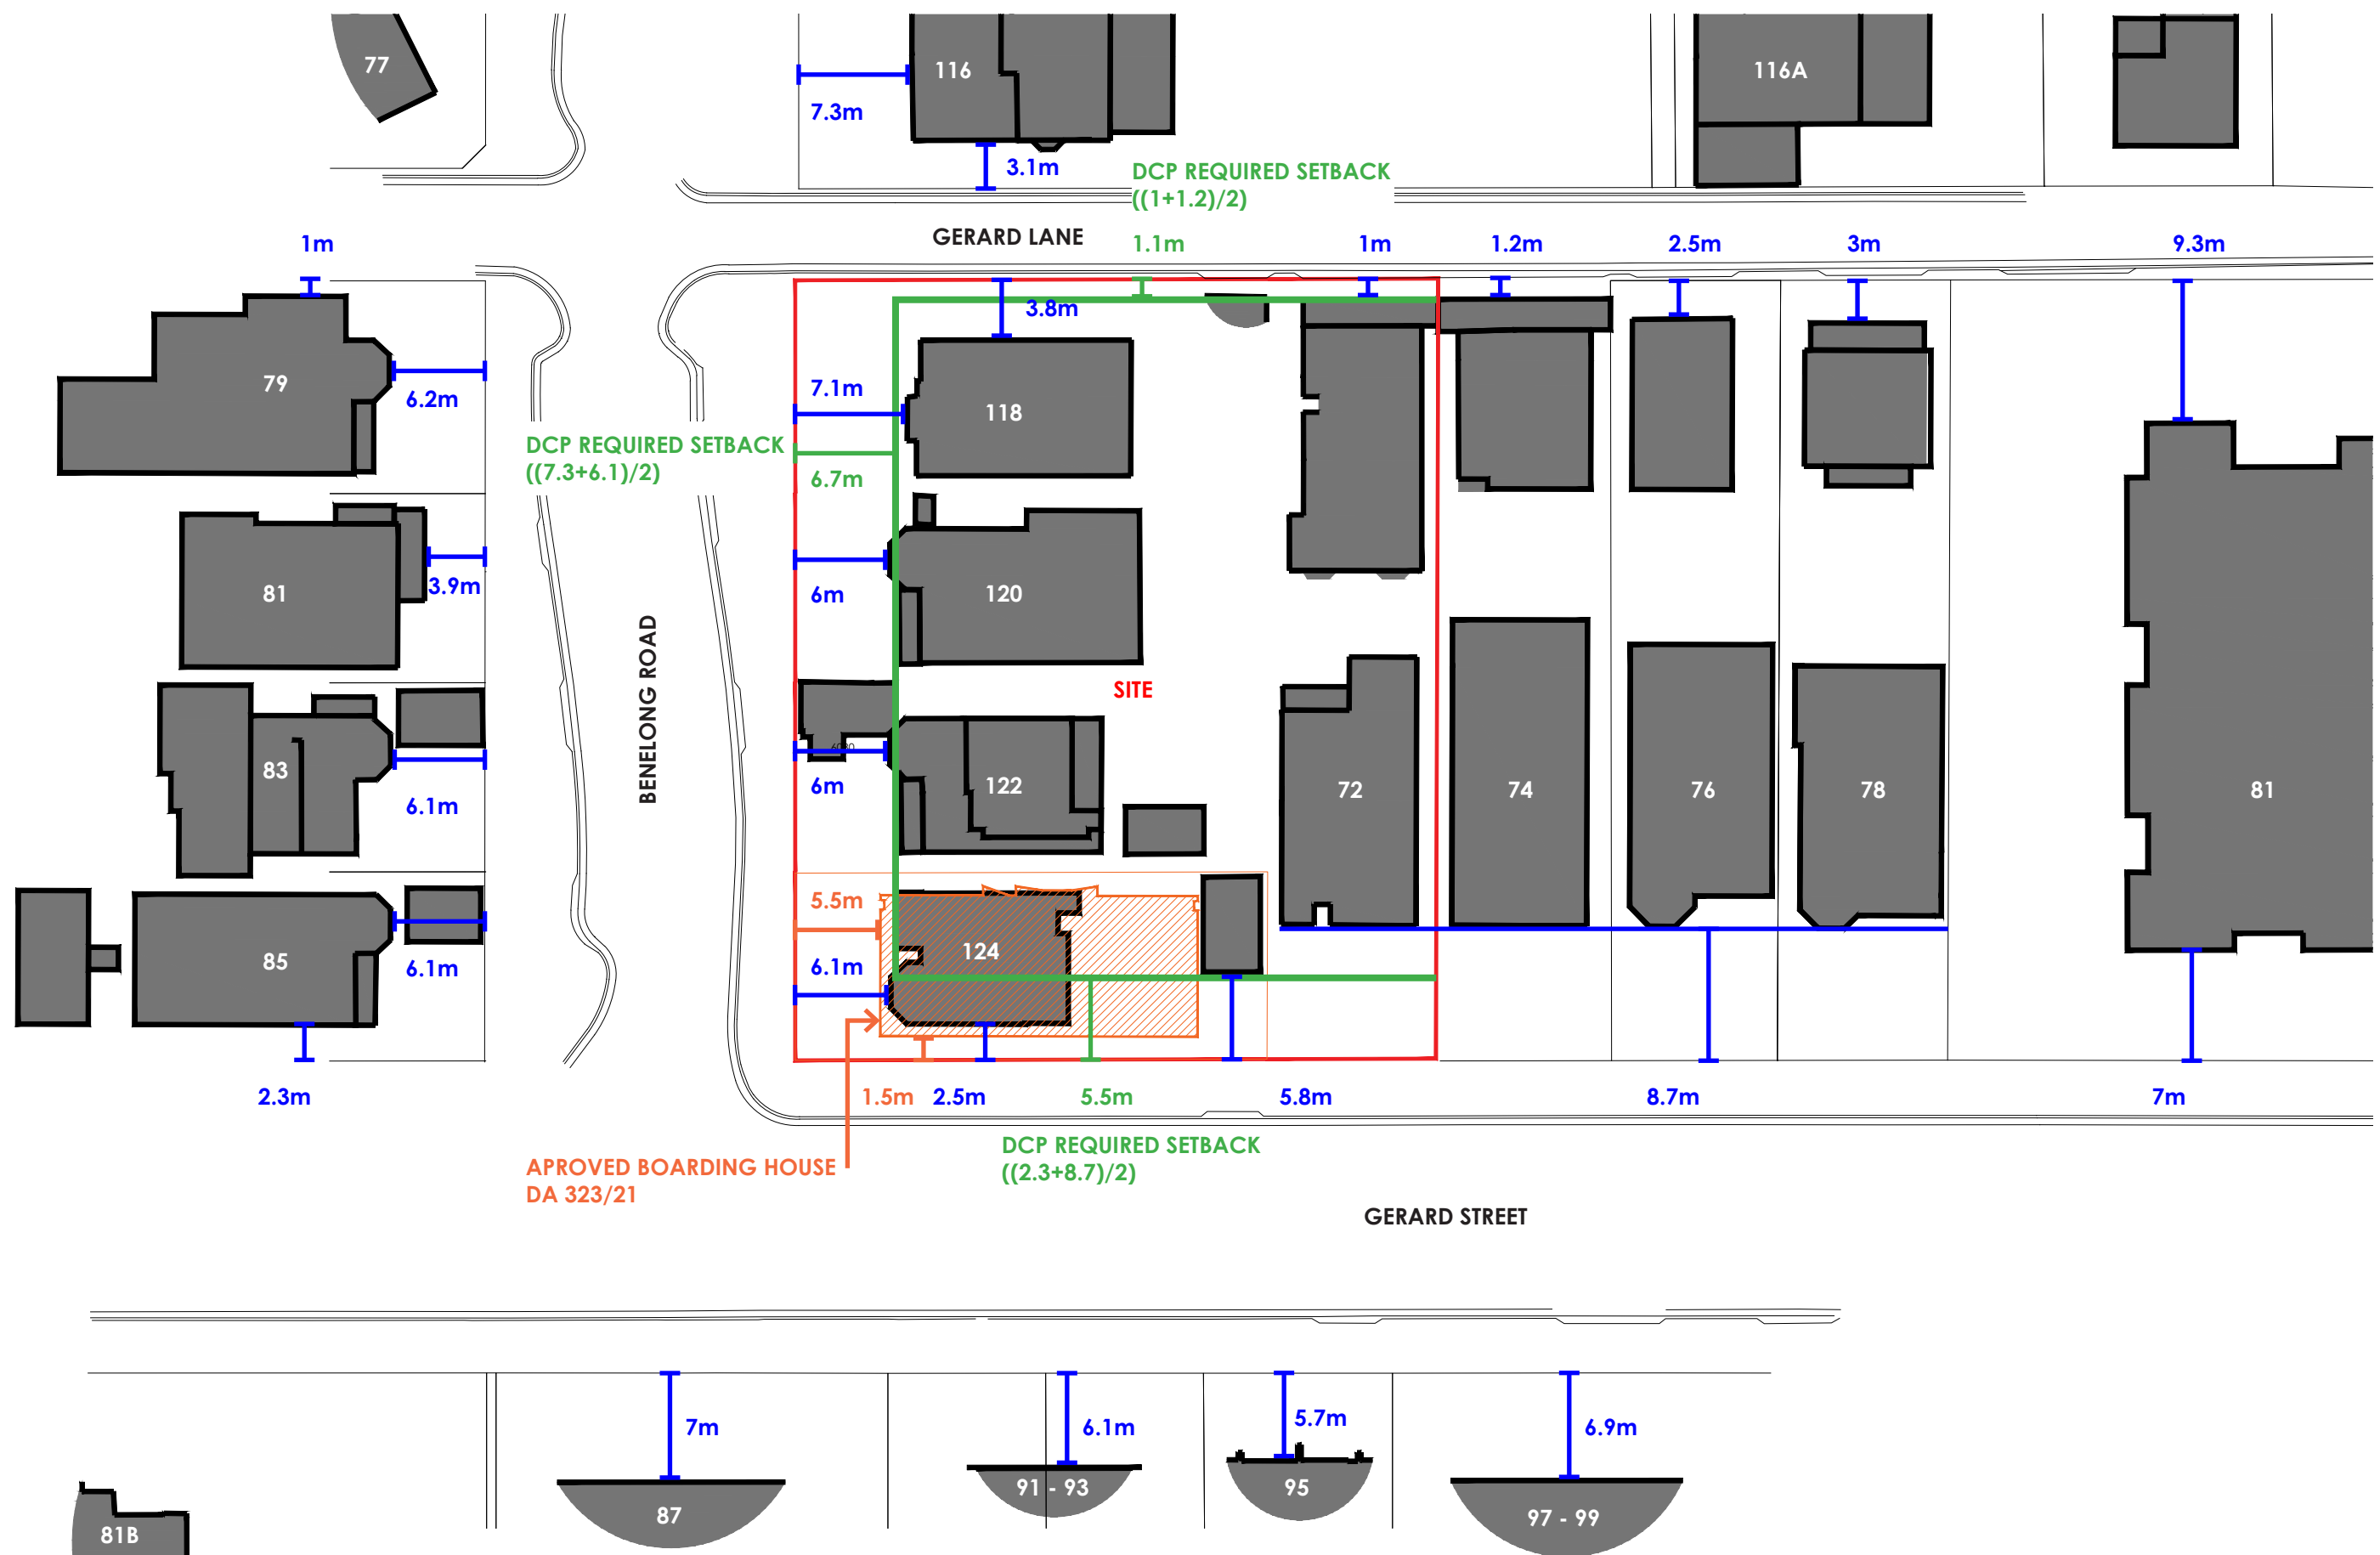 77
116
116A
7.3m
3.1m
DCP REQUIRED SETBACK
((1+1.2)/2)
1m
GERARD LANE
1.1m
1m
1.2m
2.5m
3m
9.3m
3.8m
79
6.2m
7.1m
118
DCP REQUIRED SETBACK
((7.3+6.1)/2)
6.7m
81
3.9m
6m
120
BENELONG ROAD
SITE
83
6.1m
6m
122
72
74
76
78
81
5.5m
124
85
6.1m
6.1m
2.3m
1.5m
2.5m
5.5m
5.8m
8.7m
7m
DCP REQUIRED SETBACK
((2.3+8.7)/2)
APROVED BOARDING HOUSE
DA 323/21
GERARD STREET
7m
6.1m
5.7m
6.9m
87
91 - 93
95
97 - 99
81B